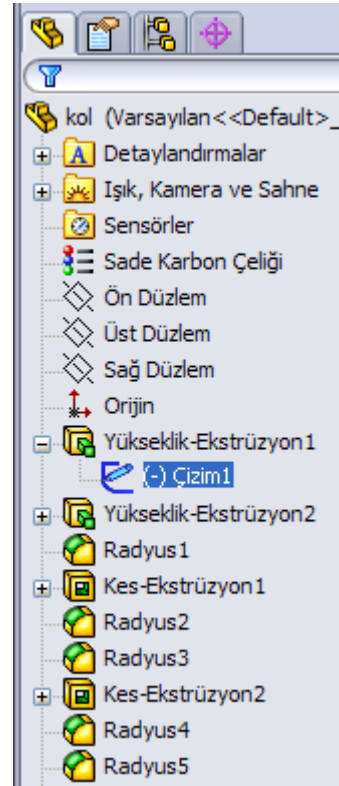 kol (Varsayılan<<Default>_
Detaylandırmalar
Işık, Kamera ve Sahne
Sensörler
Sade Karbon Çeliği
Ön Düzlem
Üst Düzlem
Sağ Düzlem
Orijin
Yükseklik-Ekstrüzyon1
(-) Çizim1
Yükseklik-Ekstrüzyon2
Radyus1
Kes-Ekstrüzyon1
Radyus2
Radyus3
Kes-Ekstrüzyon2
Radyus4
Radyus5